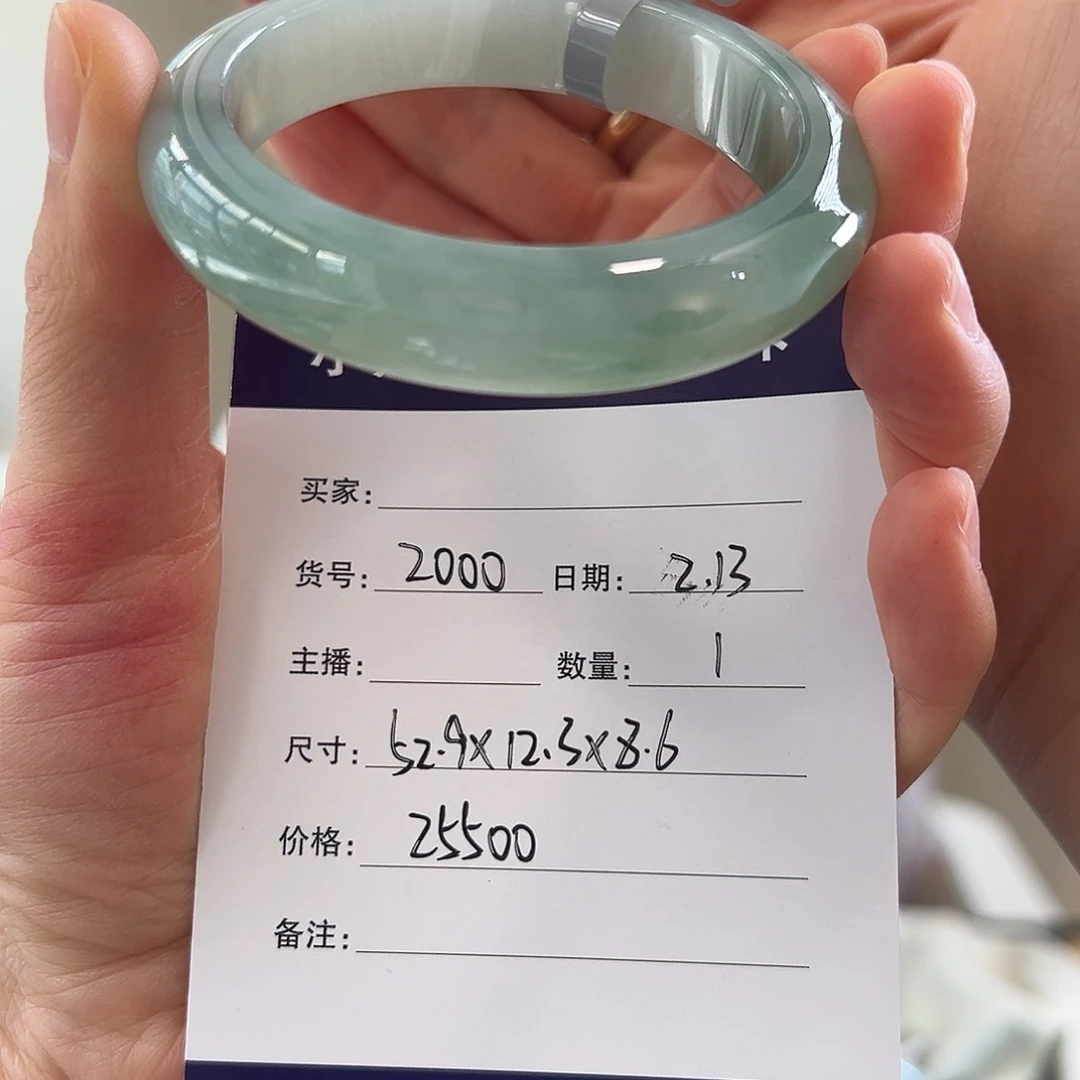 买家:
货号: 2000 日期: 2.13
主播: 数量: 1
尺寸: 52.9x12.3x8.6
价格: 25500
备注: